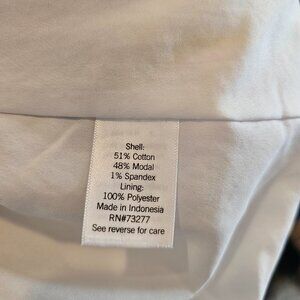 Shell:
51% Cotton
48% Modal
1% Spandex
Lining:
100% Polyester
Made in Indonesia
RN#73277
See reverse for care